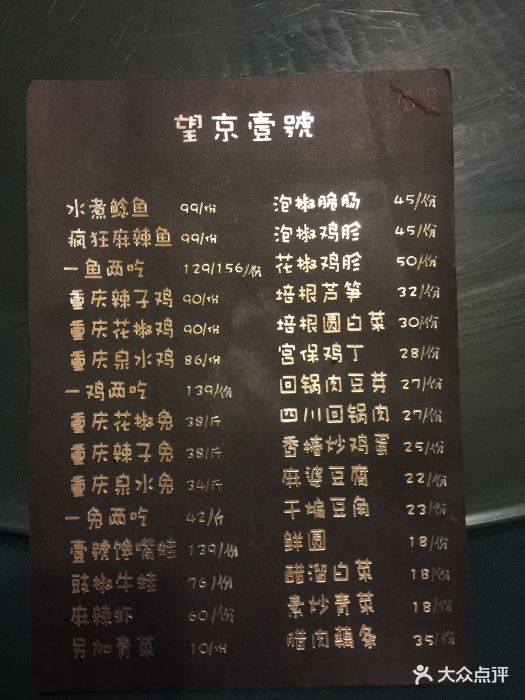 望京壹號
水煮鲶鱼 99/份
疯狂麻辣鱼 99/份
一鱼两吃 129/156/份
重庆辣子鸡 90/份
重庆花椒鸡 90/份
重庆泉水鸡 86/份
一鸡两吃 139/份
重庆花椒兔 38/斤
重庆辣子兔 38/斤
重庆泉水兔 34/斤
一兔两吃 42/斤
壹號馋嘴蛙 139/份
豉椒牛蛙 76/份
麻辣虾 60/份
另加青菜 10/份
泡椒脆肠 45/份
泡椒鸡胗 45/份
花椒鸡胗 50/份
培根芦笋 32/份
培根圆白菜 30/份
宫保鸡丁 28/份
回锅肉豆芽 27/份
四川回锅肉 27/份
香椿炒鸡蛋 25/份
麻婆豆腐 22/份
干煸豆角 23/份
鲜圆 18/份
醋溜白菜 18/份
素炒青菜 18/份
腊肉藕条 35/份
大众点评